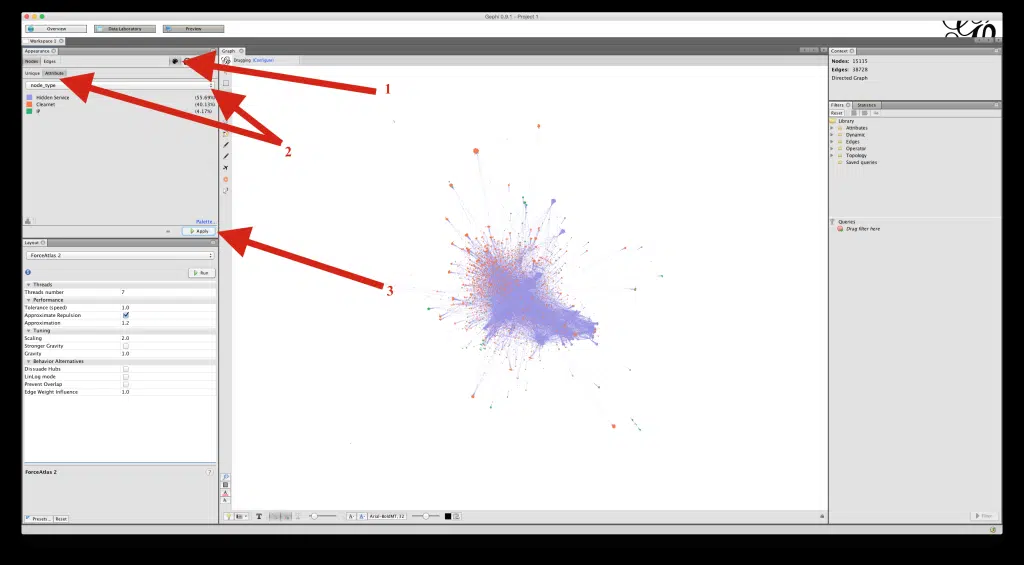 Gephi 0.9.1 - Project 1
Overview
Data Laboratory
Preview
Workspace 1
Appearance
Nodes Edges
Unique Attribute
node_type
Hidden Service (55.69%)
Clearnet (40.13%)
IP (4.17%)
Palette...
Apply
Layout
ForceAtlas 2
Run
Threads
Threads number 7
Performance
Tolerance (speed) 1.0
Approximate Repulsion
Approximation 1.2
Tuning
Scaling 2.0
Stronger Gravity
Gravity 1.0
Behavior Alternatives
Dissuade Hubs
LinLog mode
Prevent Overlap
Edge Weight Influence 1.0
ForceAtlas 2
Presets... Reset
Graph
Dragging (Configure)
1
2
3
Arial-BoldMT, 32
Context
Nodes: 15135
Edges: 38728
Directed Graph
Filters Statistics
Reset
Library
Attributes
Dynamic
Edges
Operator
Topology
Saved queries
Queries
Drag filter here
Filter